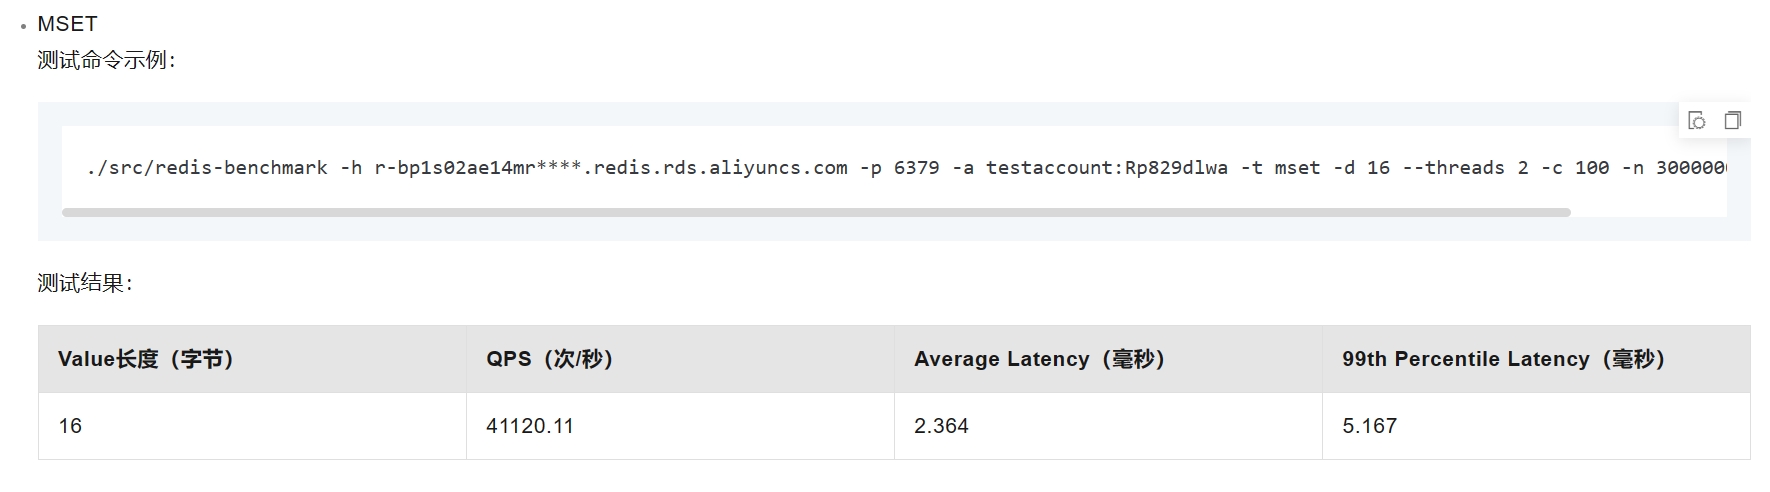 MSET
测试命令示例：
./src/redis-benchmark -h r-bp1s02ae14mr****.redis.rds.aliyuncs.com -p 6379 -a testaccount:Rp829dlwa -t mset -d 16 --threads 2 -c 100 -n 300000
测试结果：
Value长度（字节） QPS（次/秒） Average Latency（毫秒） 99th Percentile Latency（毫秒）
16 41120.11 2.364 5.167